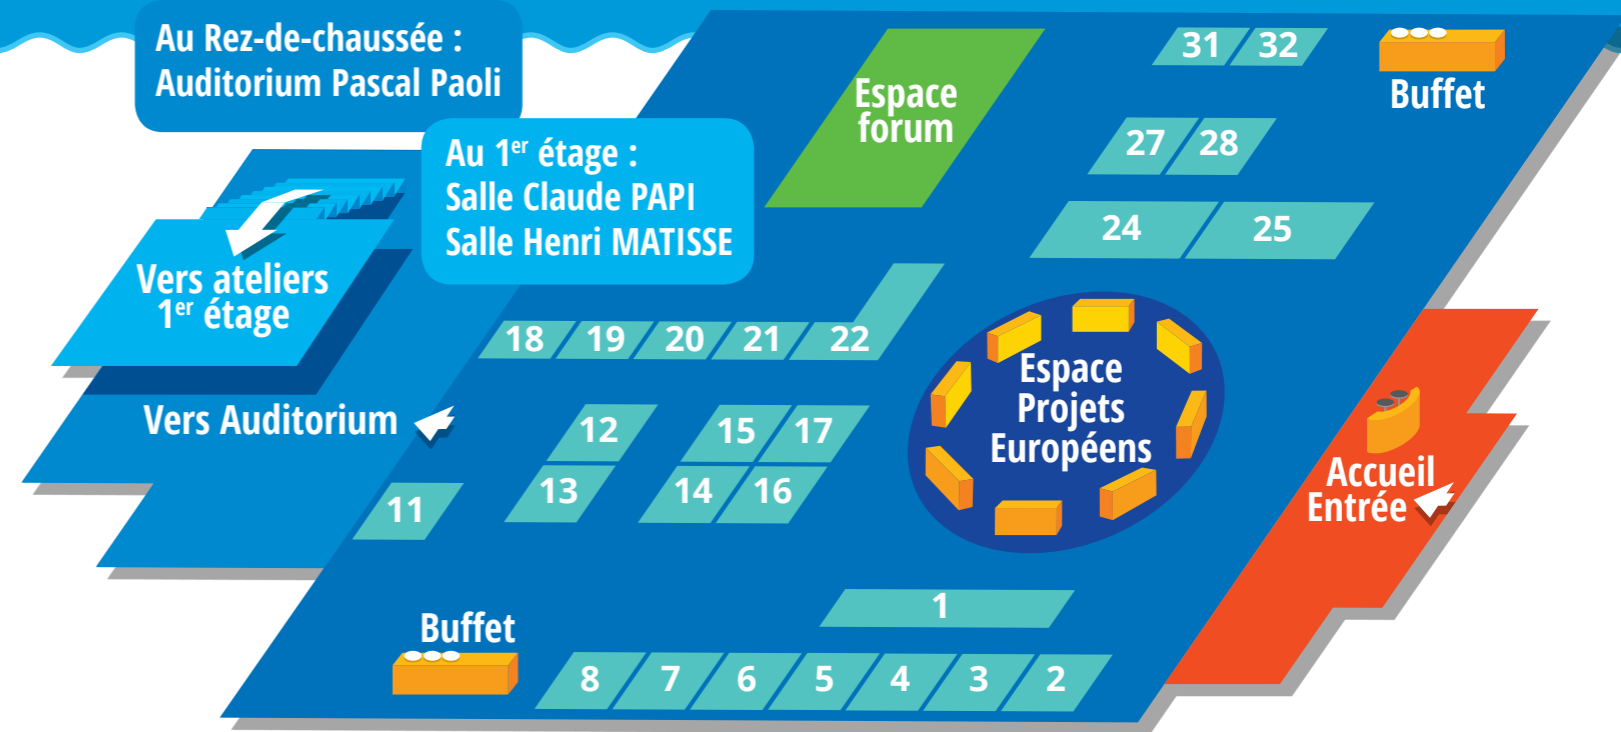 Au Rez-de-chaussée :
Auditorium Pascal Paoli
Au 1er étage :
Salle Claude PAPI
Salle Henri MATISSE
Vers ateliers
1er étage
Vers Auditorium
Espace
forum
31 32
Buffet
27 28
24 25
18 19 20 21 22
Espace
Projets
Européens
12 15 17
13 14 16
11
Accueil
Entrée
1
Buffet
8 7 6 5 4 3 2